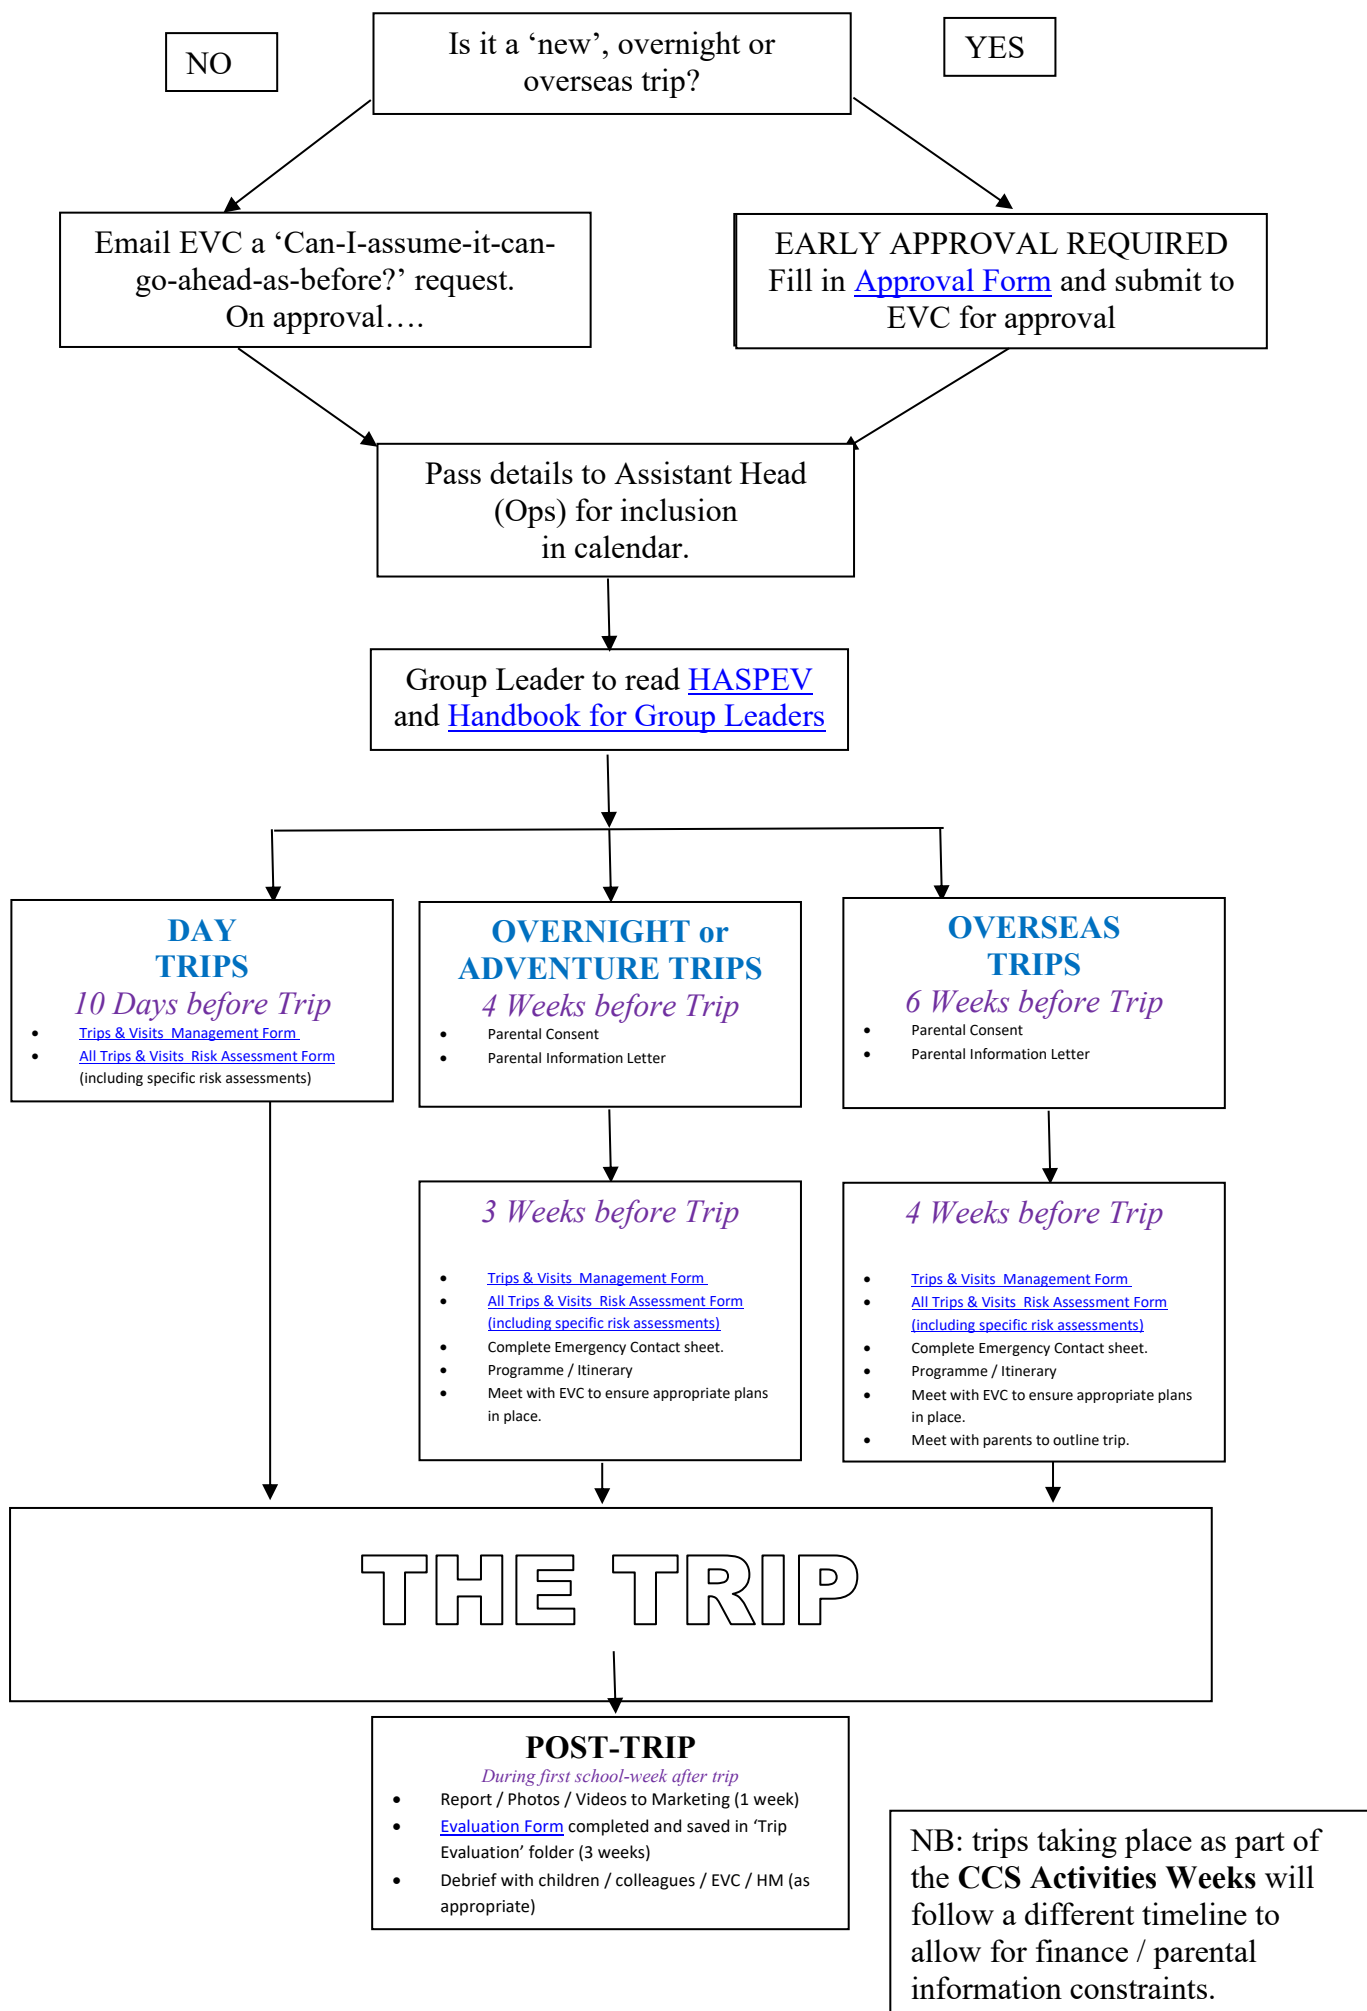 NO
Is it a ‘new’, overnight or
overseas trip?
YES
Email EVC a ‘Can-I-assume-it-can-
go-ahead-as-before?’ request.
On approval….
EARLY APPROVAL REQUIRED
Fill in Approval Form and submit to
EVC for approval
Pass details to Assistant Head
(Ops) for inclusion
in calendar.
Group Leader to read HASPEV
and Handbook for Group Leaders
DAY
TRIPS
10 Days before Trip
• Trips & Visits Management Form
• All Trips & Visits Risk Assessment Form
(including specific risk assessments)
OVERNIGHT or
ADVENTURE TRIPS
4 Weeks before Trip
• Parental Consent
• Parental Information Letter
OVERSEAS
TRIPS
6 Weeks before Trip
• Parental Consent
• Parental Information Letter
3 Weeks before Trip
• Trips & Visits Management Form
• All Trips & Visits Risk Assessment Form
(including specific risk assessments)
• Complete Emergency Contact sheet.
• Programme / Itinerary
• Meet with EVC to ensure appropriate plans
in place.
4 Weeks before Trip
• Trips & Visits Management Form
• All Trips & Visits Risk Assessment Form
(including specific risk assessments)
• Complete Emergency Contact sheet.
• Programme / Itinerary
• Meet with EVC to ensure appropriate plans
in place.
• Meet with parents to outline trip.
THE TRIP
POST-TRIP
During first school-week after trip
• Report / Photos / Videos to Marketing (1 week)
• Evaluation Form completed and saved in ‘Trip
Evaluation’ folder (3 weeks)
• Debrief with children / colleagues / EVC / HM (as
appropriate)
NB: trips taking place as part of
the CCS Activities Weeks will
follow a different timeline to
allow for finance / parental
information constraints.